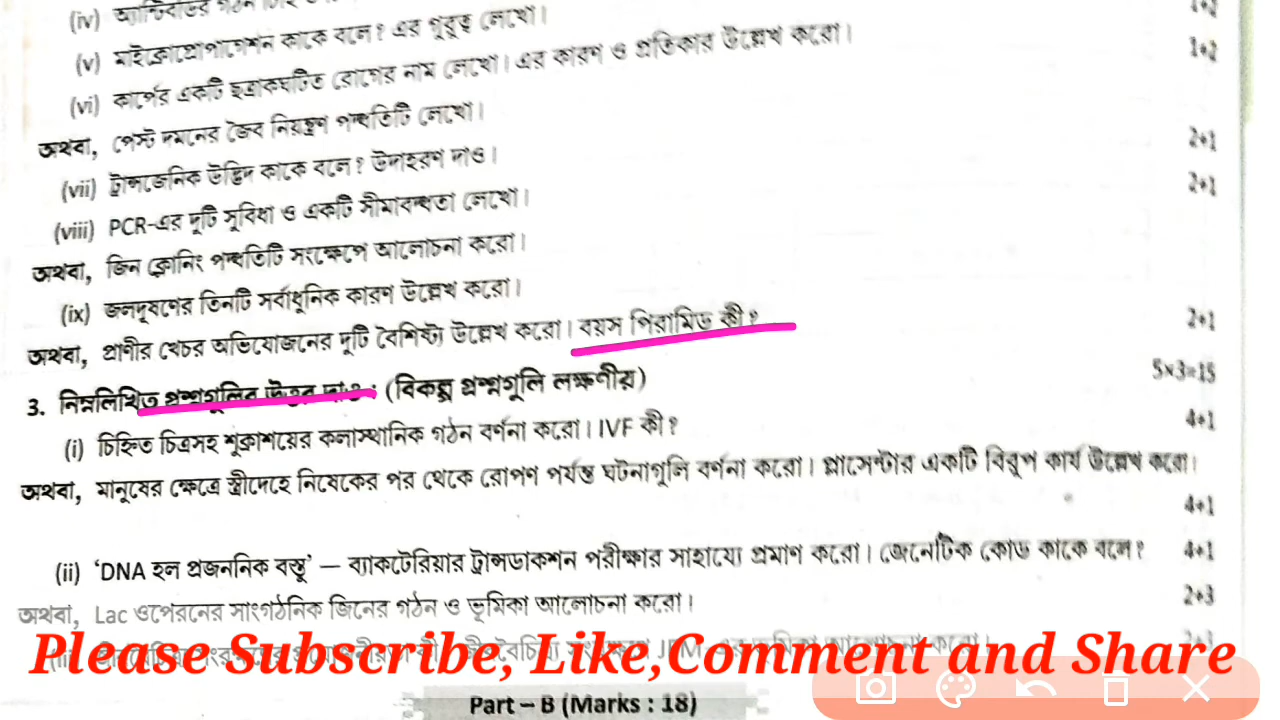 (iv)
(v) মাইক্রোপ্রোপাগেশন কাকে বলে? এর গুরুত্ব লেখো।
1+2
(vi) কার্পের একটি ছত্রাকঘটিত রোগের নাম লেখো। এর কারণ ও প্রতিকার উল্লেখ করো।
1+2
অথবা, পেস্ট দমনের জৈব নিয়ন্ত্রণ পদ্ধতিটি লেখো।
(vii) ট্রান্সজেনিক উদ্ভিদ কাকে বলে? উদাহরণ দাও।
2+1
(viii) PCR-এর দুটি সুবিধা ও একটি সীমাবদ্ধতা লেখো।
2+1
অথবা, জিন ক্লোনিং পদ্ধতিটি সংক্ষেপে আলোচনা করো।
(ix) জলদূষণের তিনটি সর্বাধুনিক কারণ উল্লেখ করো।
অথবা, প্রাণীর খেচর অভিযোজনের দুটি বৈশিষ্ট্য উল্লেখ করো। বয়স পিরামিড কী?
2+1
3. নিম্নলিখিত প্রশ্নগুলির উত্তর দাও : (বিকল্প প্রশ্নগুলি লক্ষণীয়)
5×3=15
(i) চিহ্নিত চিত্রসহ শুক্রাশয়ের কলাস্থানিক গঠন বর্ণনা করো। IVF কী?
4+1
অথবা, মানুষের ক্ষেত্রে স্ত্রীদেহে নিষেকের পর থেকে রোপণ পর্যন্ত ঘটনাগুলি বর্ণনা করো। প্লাসেন্টার একটি বিরূপ কার্য উল্লেখ করো।
4+1
(ii) ‘DNA হল প্রজননিক বস্তু’ — ব্যাকটেরিয়ার ট্রান্সডাকশন পরীক্ষার সাহায্যে প্রমাণ করো। জেনেটিক কোড কাকে বলে?
4+1
অথবা, Lac ওপেরনের সাংগঠনিক জিনের গঠন ও ভূমিকা আলোচনা করো।
2+3
Please Subscribe, Like,Comment and Share
Part – B (Marks : 18)